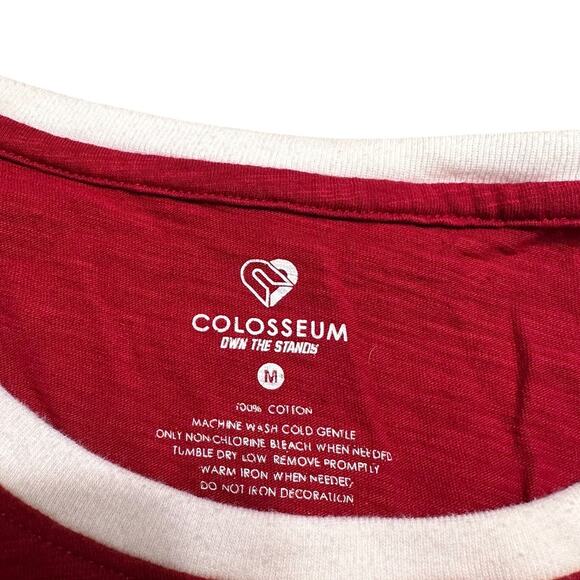 COLOSSEUM
OWN THE STANDS
M
100% COTTON
MACHINE WASH COLD GENTLE
ONLY NON-CHLORINE BLEACH WHEN NEEDED
TUMBLE DRY LOW REMOVE PROMPTLY
WARM IRON WHEN NEEDED
DO NOT IRON DECORATION